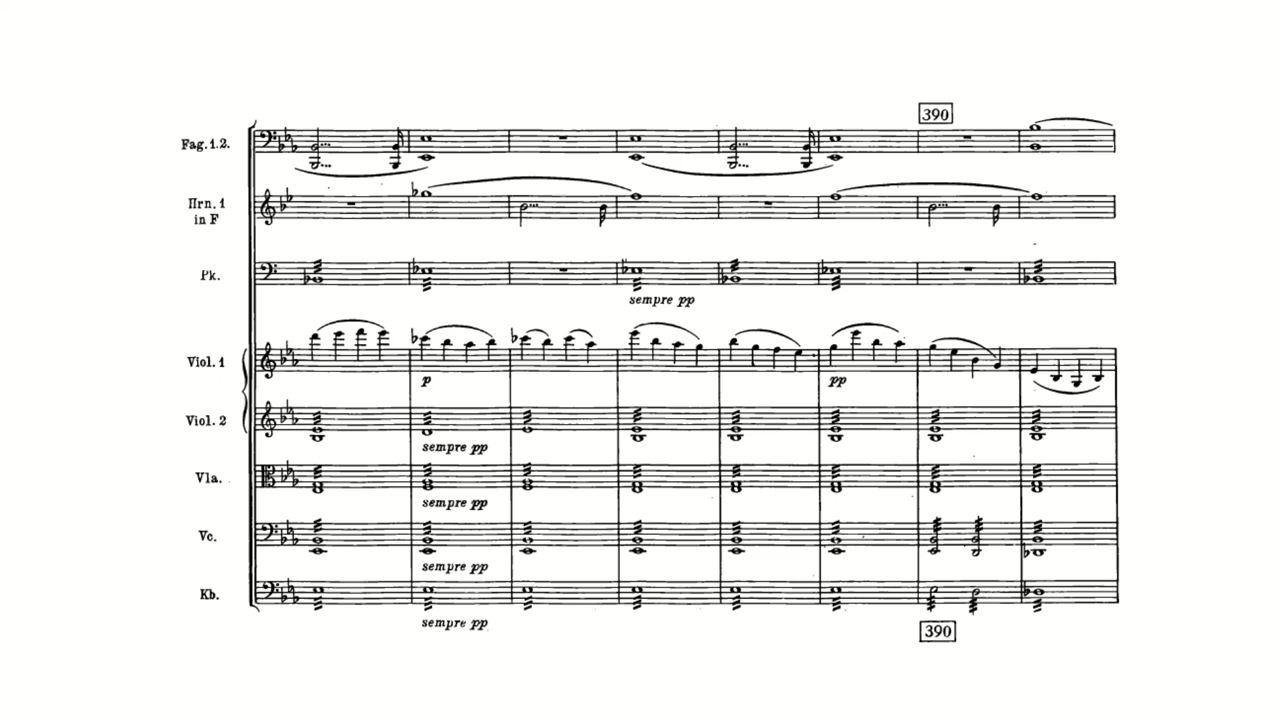 390
Fag.1.2.
Hrn. 1
in F
Pk.
sempre pp
Viol. 1
p
pp
Viol. 2
sempre pp
Vla.
sempre pp
Vc.
sempre pp
Kb.
sempre pp
390